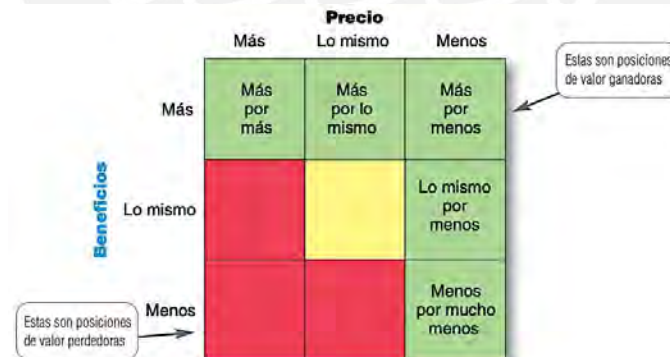 Precio
Más
Lo mismo
Menos
Estas son posiciones
de valor ganadoras
Beneficios
Más
Más
por
más
Más
por lo
mismo
Más
por
menos
Lo mismo
Lo mismo
por
menos
Menos
Menos
por mucho
menos
Estas son posiciones
de valor perdedoras